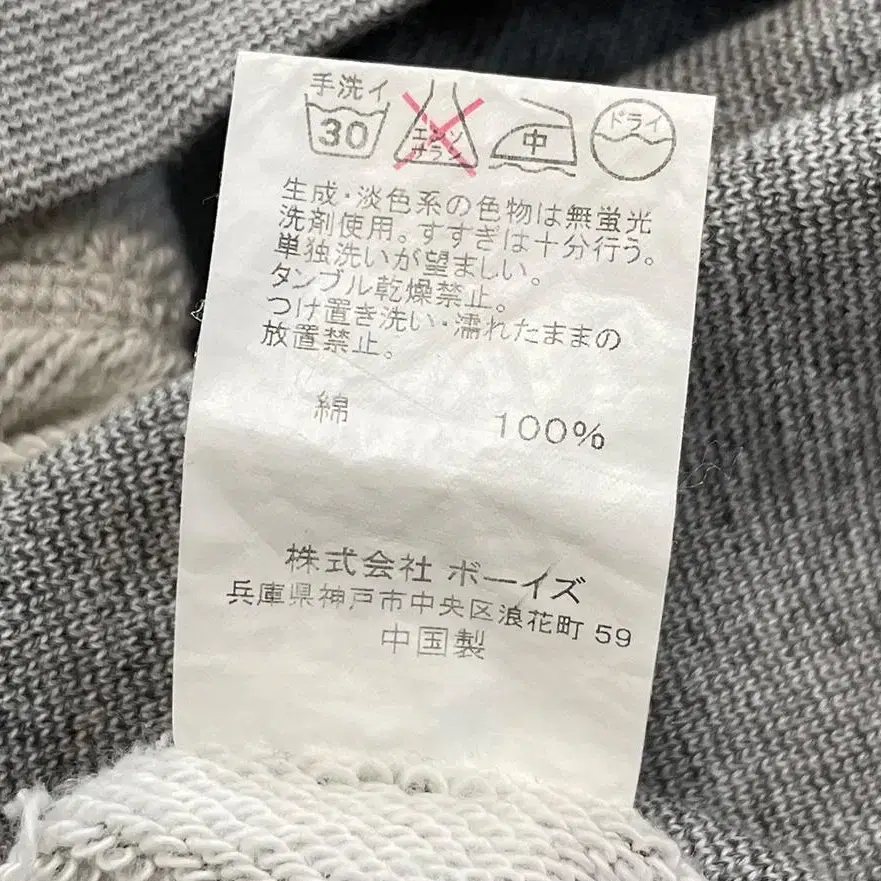 手洗イ
30
エンソ
サラシ
中
ドライ
生成・淡色系の色物は無蛍光
洗剤使用。すすぎは十分行う。
単独洗いが望ましい。
タンブル乾燥禁止。
つけ置き洗い・濡れたままの
放置禁止。
綿 100%
株式会社 ボーイズ
兵庫県神戸市中央区浪花町 59
中国製